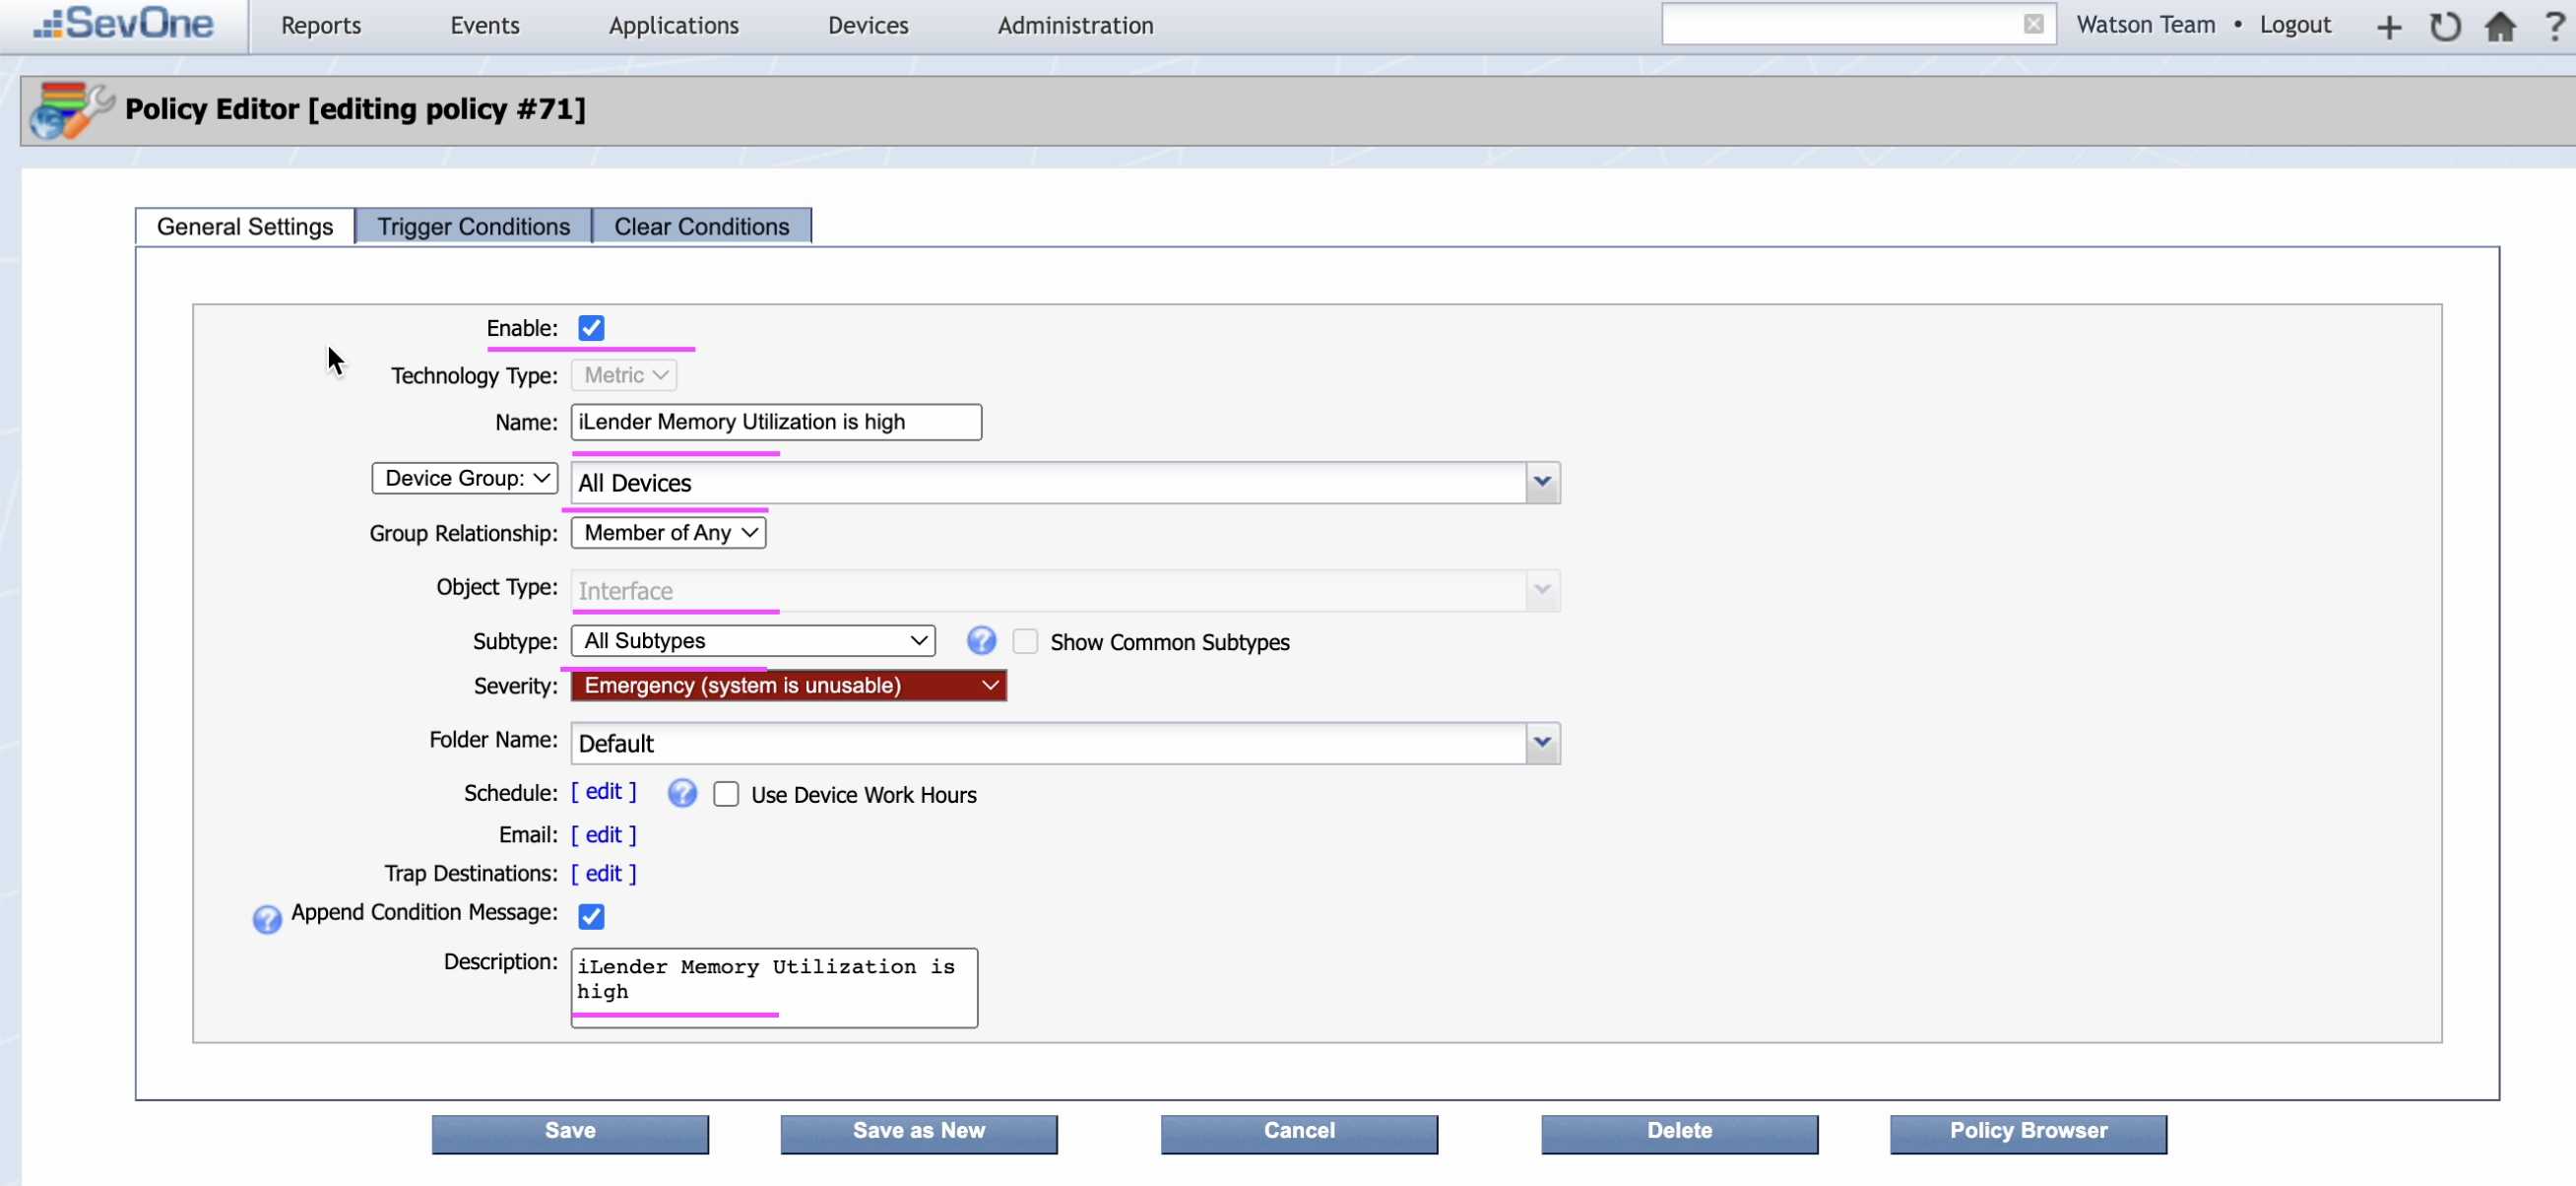 SevOne Reports Events Applications Devices Administration Watson Team • Logout
Policy Editor [editing policy #71]
General Settings Trigger Conditions Clear Conditions
Enable:
Technology Type: Metric
Name: iLender Memory Utilization is high
Device Group: All Devices
Group Relationship: Member of Any
Object Type: Interface
Subtype: All Subtypes Show Common Subtypes
Severity: Emergency (system is unusable)
Folder Name: Default
Schedule: [ edit ] Use Device Work Hours
Email: [ edit ]
Trap Destinations: [ edit ]
Append Condition Message:
Description: iLender Memory Utilization is
high
Save Save as New Cancel Delete Policy Browser